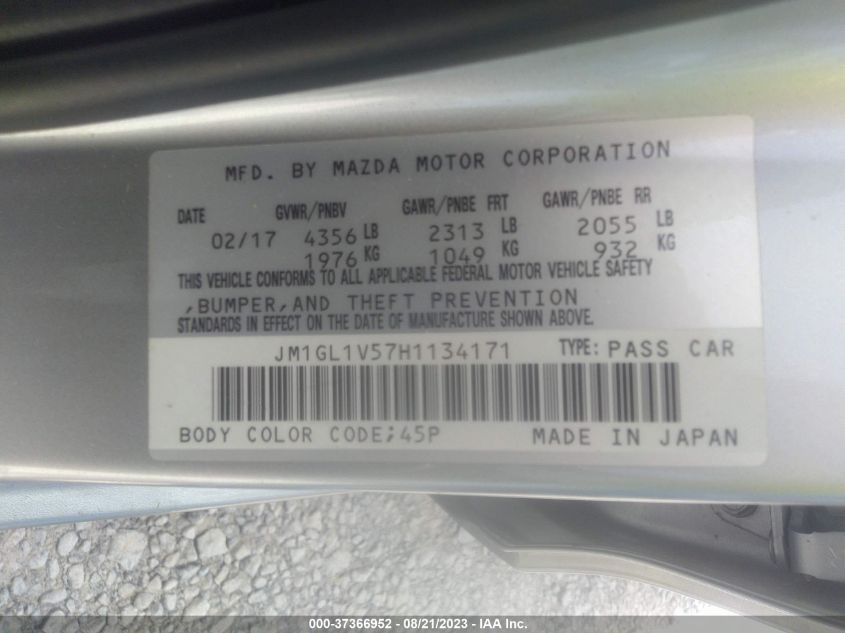 MFD. BY MAZDA MOTOR CORPORATION
DATE GVWR/PNBV GAWR/PNBE FRT GAWR/PNBE RR
02/17 4356 LB 2313 LB 2055 LB
1976 KG 1049 KG 932 KG
THIS VEHICLE CONFORMS TO ALL APPLICABLE FEDERAL MOTOR VEHICLE SAFETY
,BUMPER,AND THEFT PREVENTION
STANDARDS IN EFFECT ON THE DATE OF MANUFACTURE SHOWN ABOVE.
JM1GL1V57H1134171 TYPE: PASS CAR
BODY COLOR CODE;45P MADE IN JAPAN
000-37366952 - 08/21/2023 - © IAA Inc.